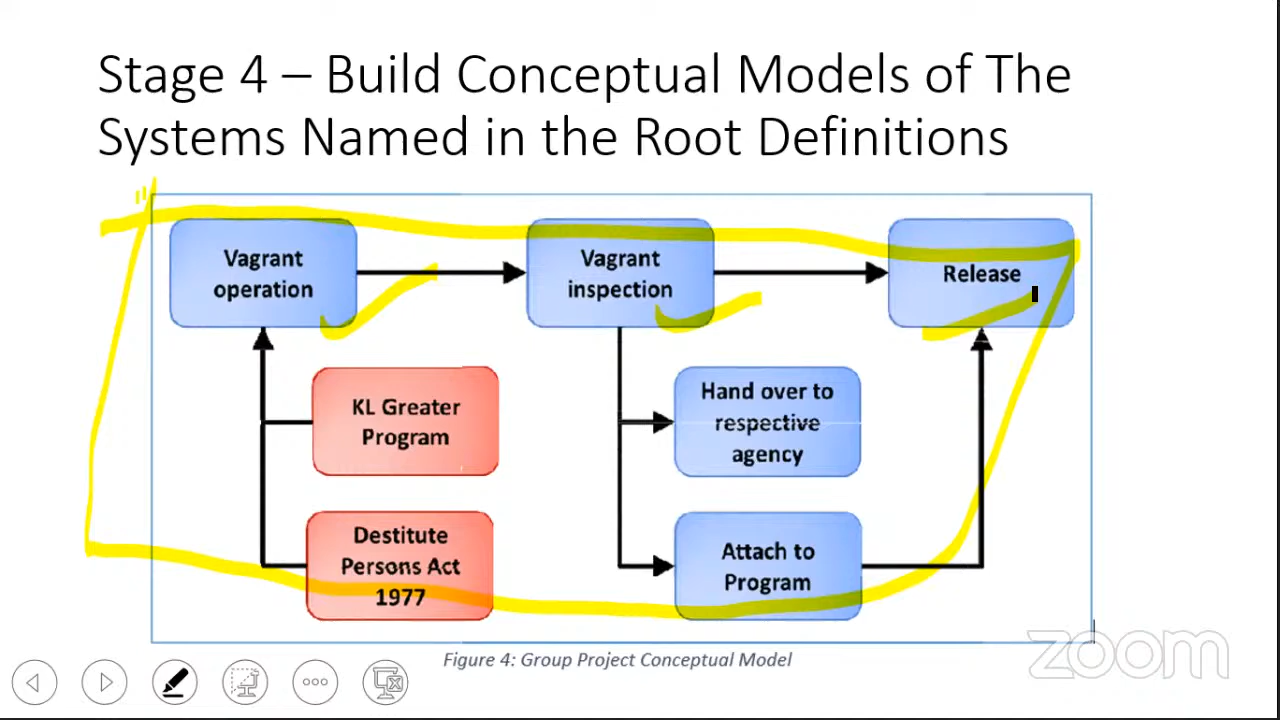 Stage 4 – Build Conceptual Models of The
Systems Named in the Root Definitions
Vagrant
operation
Vagrant
inspection
Release
KL Greater
Program
Hand over to
respective
agency
Destitute
Persons Act
1977
Attach to
Program
Figure 4: Group Project Conceptual Model
zoom